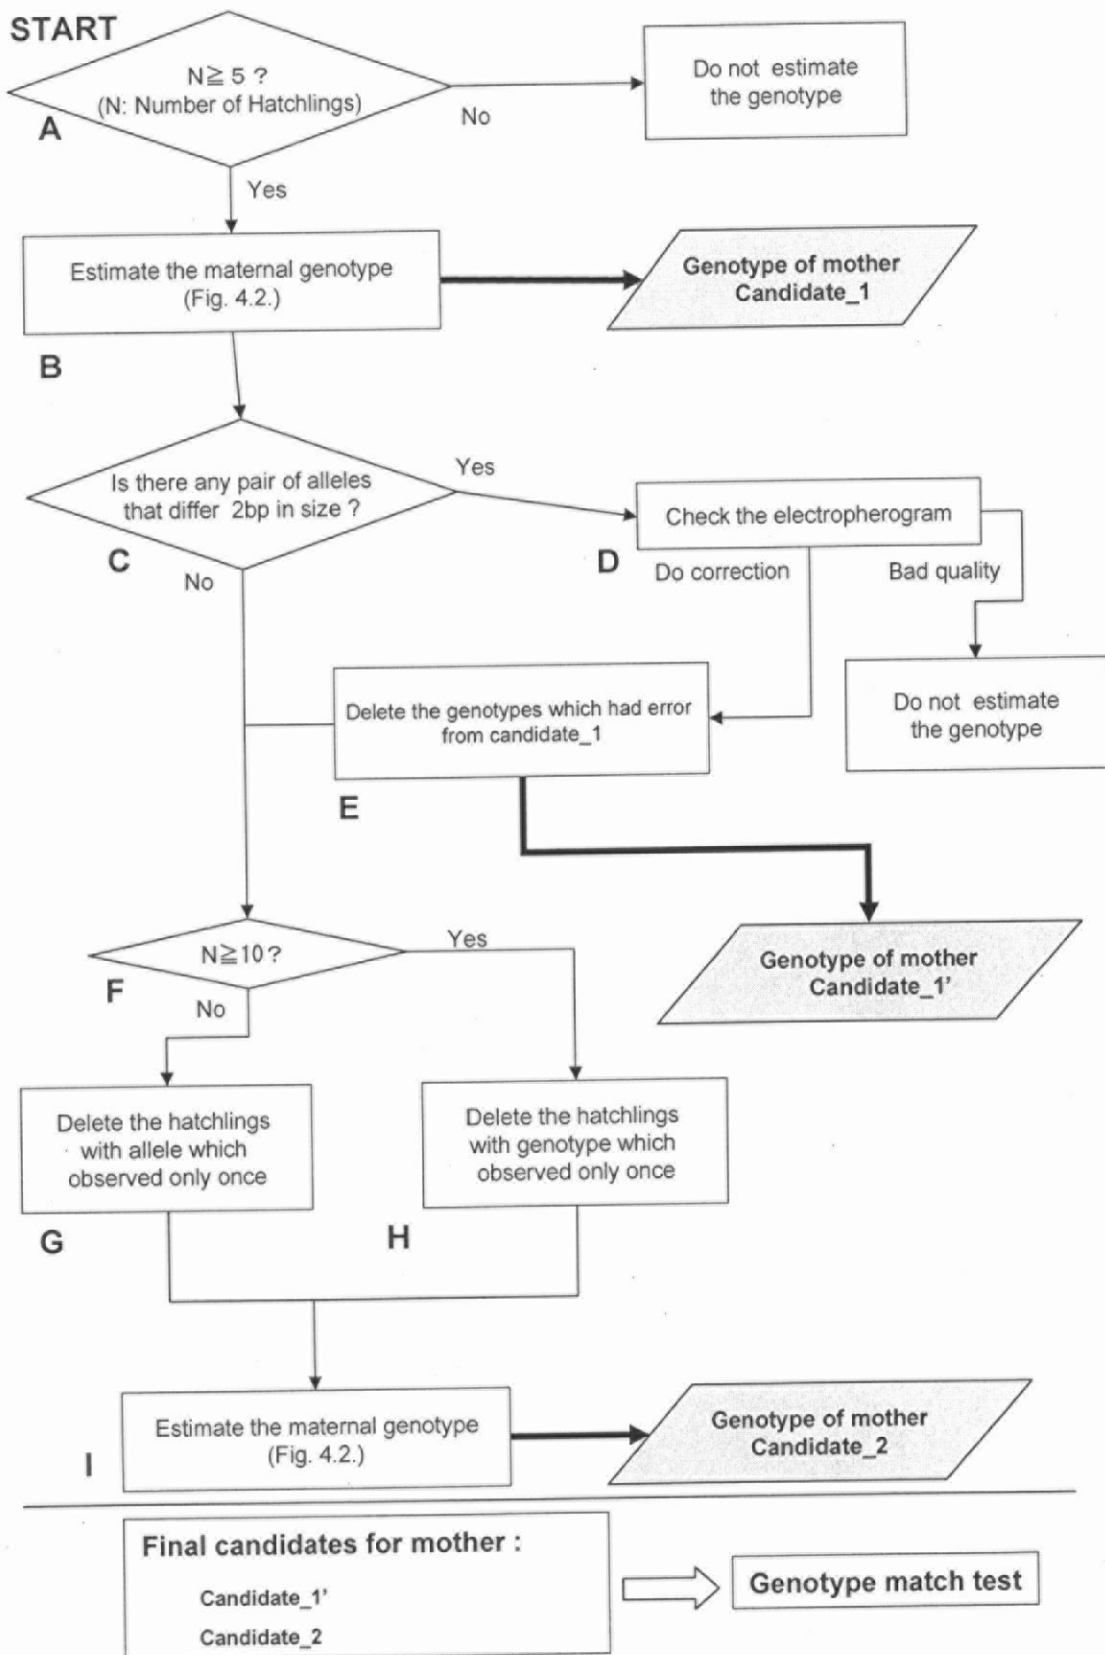 START
N≧ 5 ?
(N: Number of Hatchlings)
A
No
Do not estimate
the genotype
Yes
Estimate the maternal genotype
(Fig. 4.2.)
B
Genotype of mother
Candidate_1
Is there any pair of alleles
that differ 2bp in size ?
C
Yes
No
Check the electropherogram
D
Do correction
Bad quality
Do not estimate
the genotype
Delete the genotypes which had error
from candidate_1
E
Genotype of mother
Candidate_1'
N≧10?
F
Yes
No
Delete the hatchlings
with allele which
observed only once
G
Delete the hatchlings
with genotype which
observed only once
H
Estimate the maternal genotype
(Fig. 4.2.)
I
Genotype of mother
Candidate_2
Final candidates for mother :
Candidate_1'
Candidate_2
Genotype match test